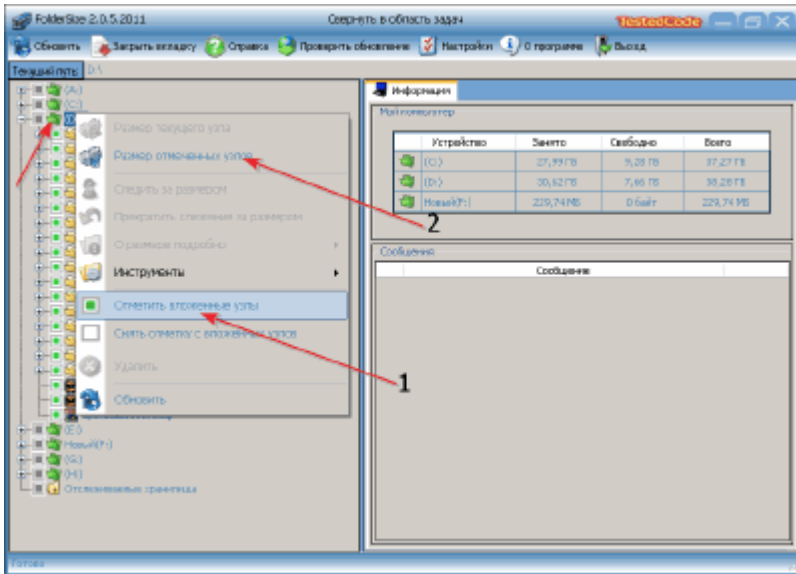 FolderSize 2.0.5.2011 Свернуть в область задач TestedCode
Обновить Закрыть вкладку Справка Проверить обновление Настройки О программе Выход
Текущий путь: D:\
(A:)
(C:)
Размер текущего узла
Размер отмеченных узлов
Следить за размером
Прекратить слежение за размером
О размере подробно
Инструменты
Отметить вложенные узлы
Снять отметку с вложенных узлов
Удалить
Обновить
(E:)
Новый(F:)
(G:)
(H:)
Отслеживаемые хранилища
Информация
Мой компьютер
Устройство Занято Свободно Всего
(C:) 27,99 ГБ 9,28 ГБ 37,27 ГБ
(D:) 30,62 ГБ 7,66 ГБ 38,28 ГБ
Новый(F:) 229,74 МБ 0 байт 229,74 МБ
2
Сообщения
Сообщение
1
Готово